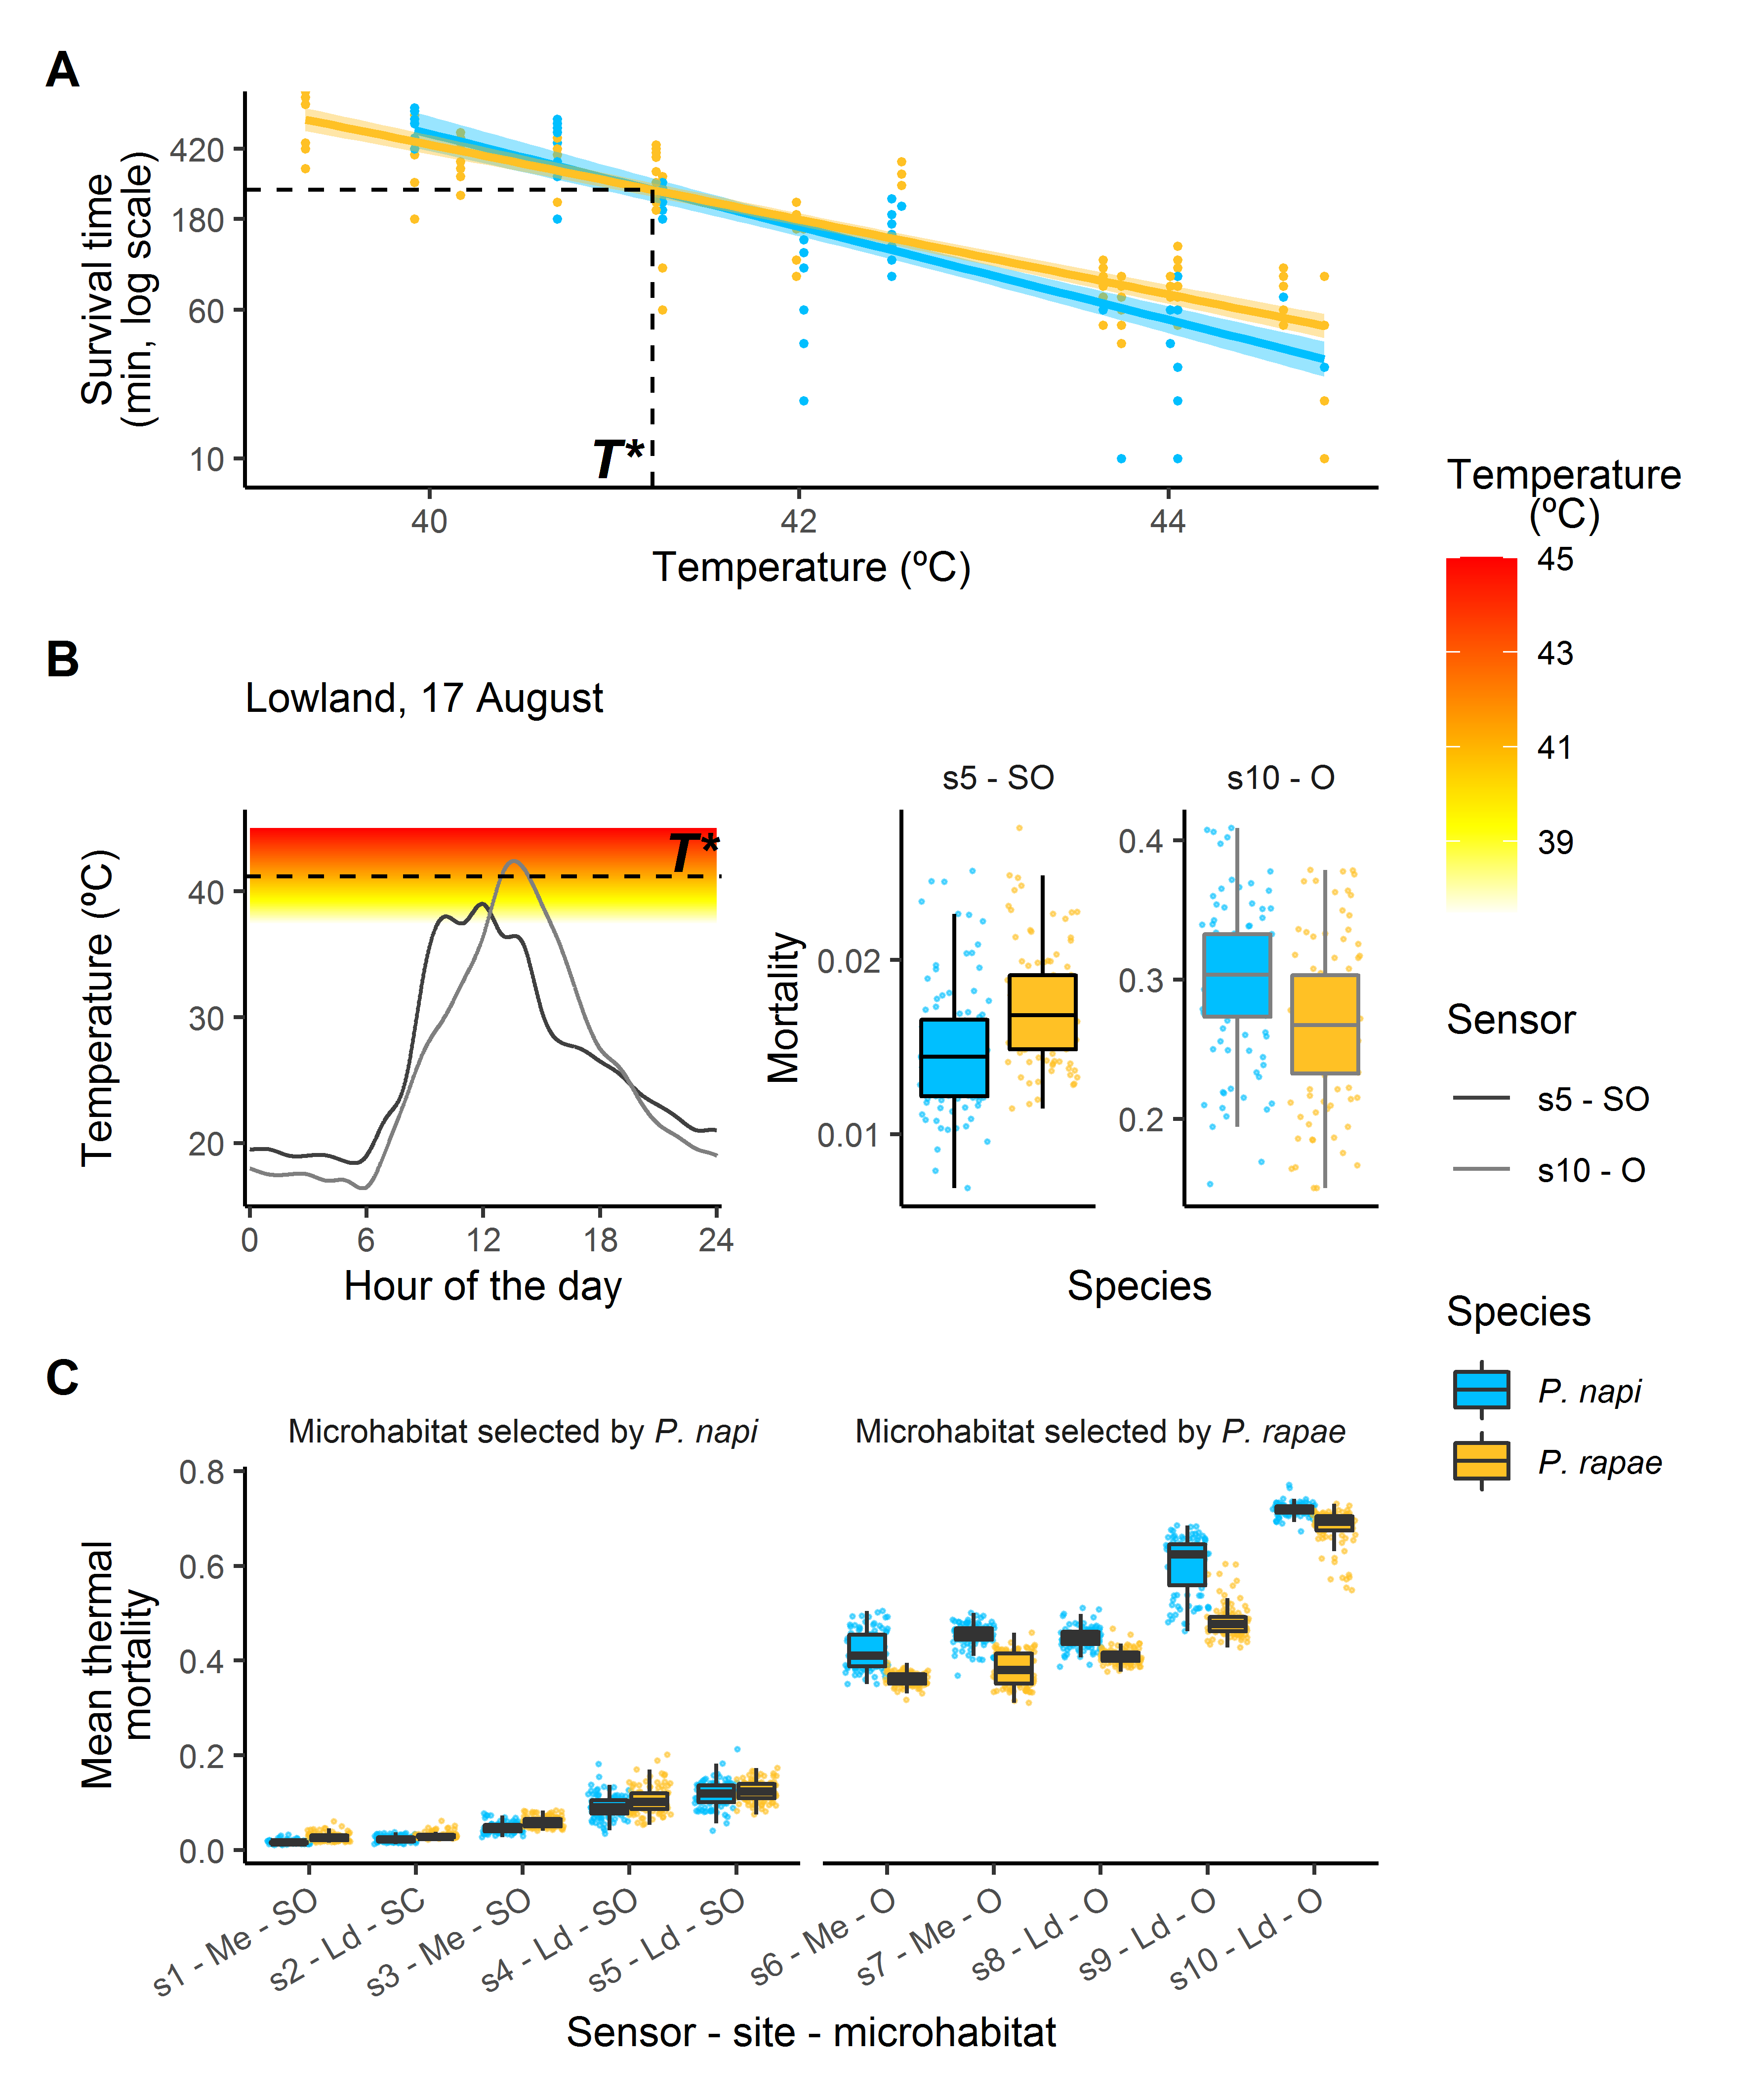 A
Survival time
(min, log scale)
420
180
60
10
T*
40
42
44
Temperature (ºC)
Temperature
(ºC)
45
43
41
39
B
Lowland, 17 August
Temperature (ºC)
40
30
20
T*
0
6
12
18
24
Hour of the day
s5 - SO
s10 - O
Mortality
0.02
0.01
0.4
0.3
0.2
Species
Sensor
s5 - SO
s10 - O
Species
P. napi
P. rapae
C
Microhabitat selected by P. napi
Microhabitat selected by P. rapae
Mean thermal
mortality
0.8
0.6
0.4
0.2
0.0
s1 - Me - SO
s2 - Ld - SC
s3 - Me - SO
s4 - Ld - SO
s5 - Ld - SO
s6 - Me - O
s7 - Me - O
s8 - Ld - O
s9 - Ld - O
s10 - Ld - O
Sensor - site - microhabitat